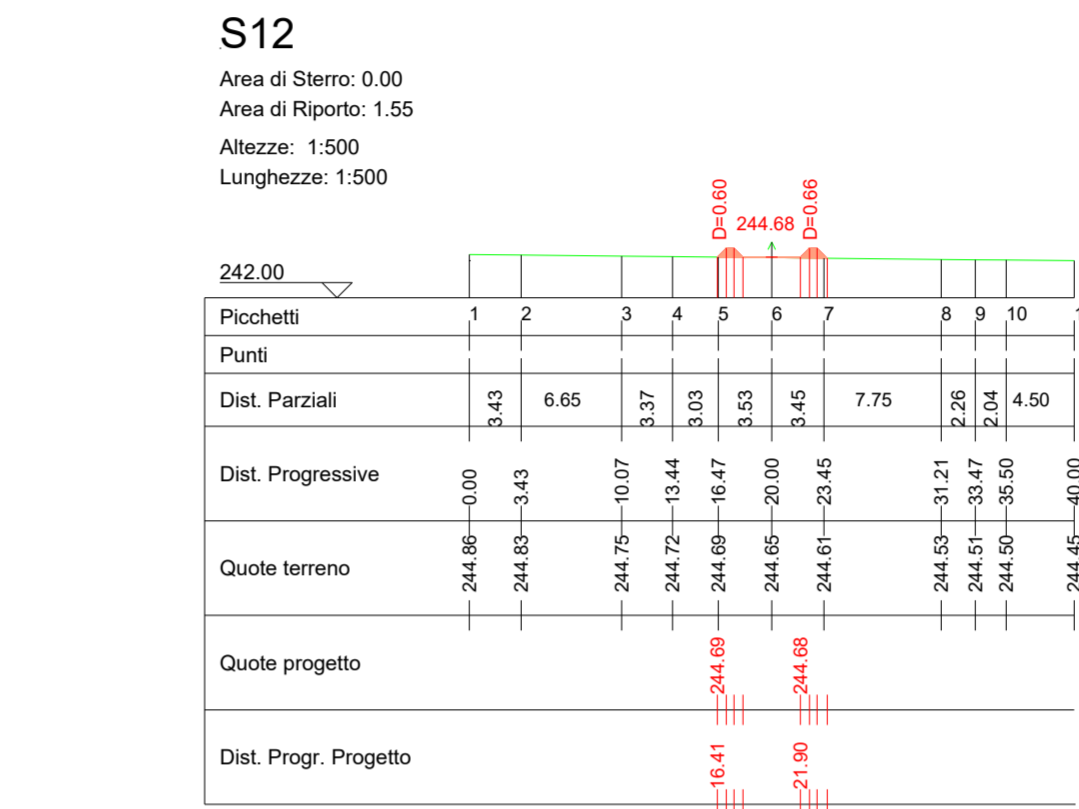 S12
Area di Sterro: 0.00
Area di Riporto: 1.55
Altezze: 1:500
Lunghezze: 1:500
D=0.60
244.68
D=0.66
242.00
Picchetti 1 2 3 4 5 6 7 8 9 10
Punti
Dist. Parziali 3.43 6.65 3.37 3.03 3.53 3.45 7.75 2.26 2.04 4.50
Dist. Progressive 0.00 3.43 10.07 13.44 16.47 20.00 23.45 31.21 33.47 35.50 40.00
Quote terreno 244.86 244.83 244.75 244.72 244.69 244.65 244.61 244.53 244.51 244.50 244.45
Quote progetto 244.69 244.68
Dist. Progr. Progetto 16.41 21.90